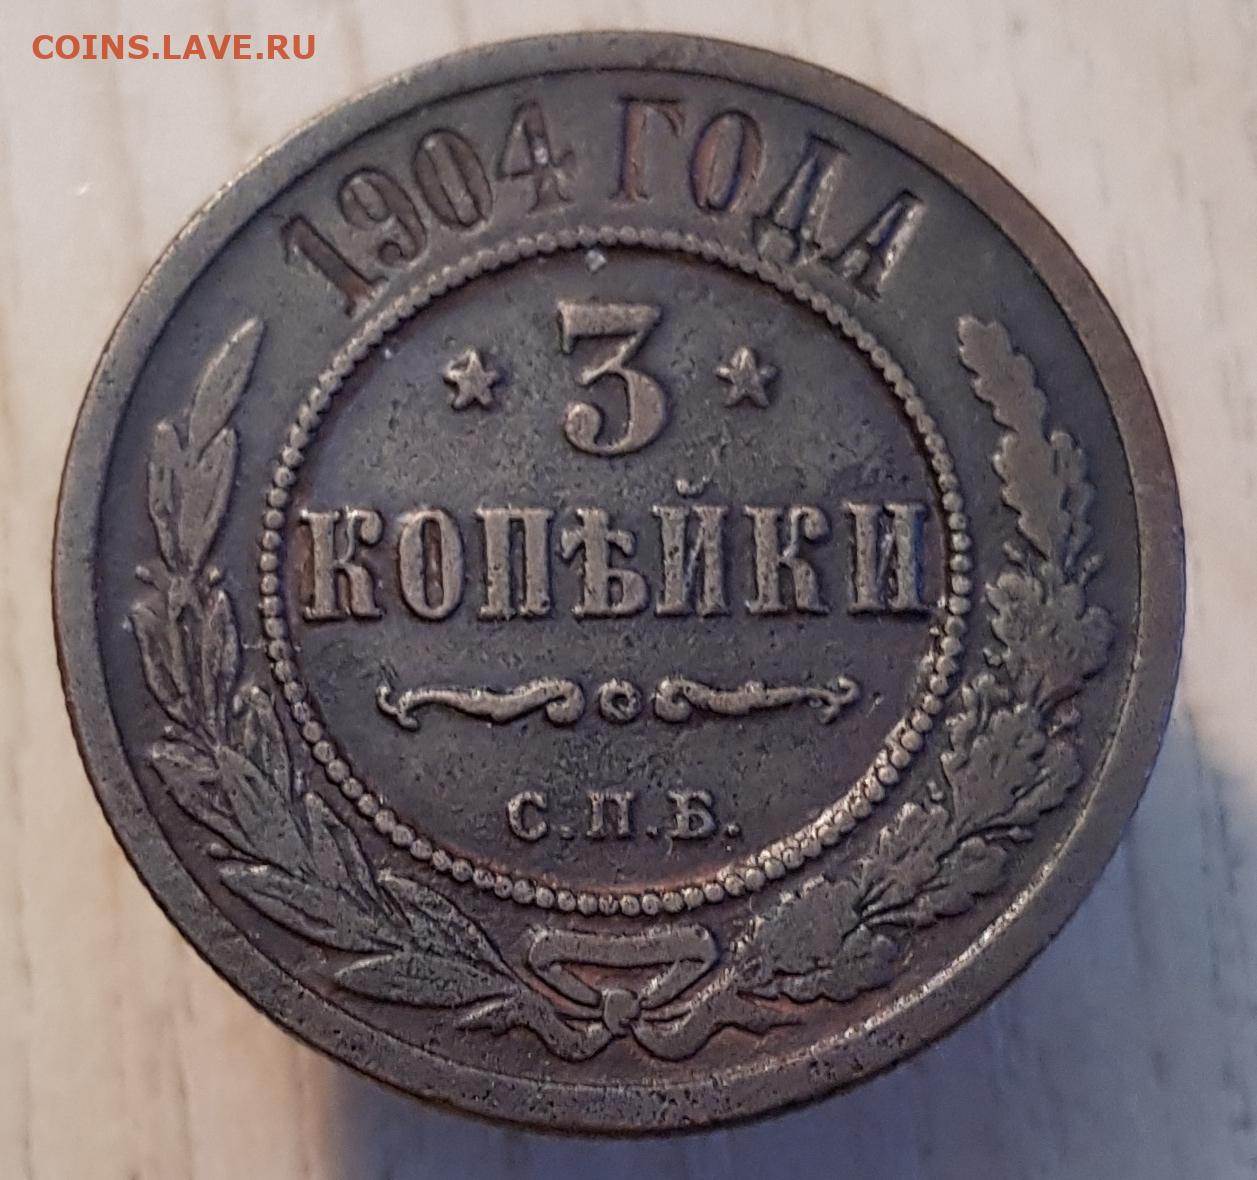 COINS.LAVE.RU
1904 ГОДА
* 3 *
КОПѢЙКИ
С.П.Б.